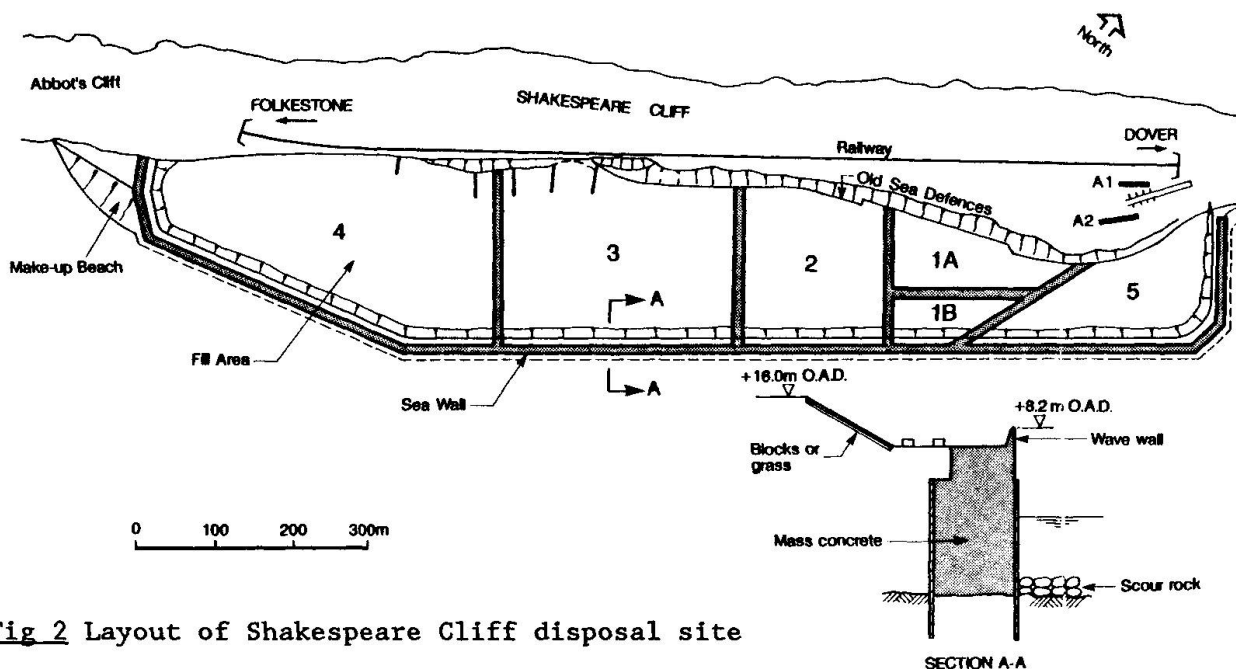 North
Abbot's Cliff
SHAKESPEARE CLIFF
FOLKESTONE
DOVER
Railway
A1
Old Sea Defences
A2
Make-up Beach
4
3
2
1A
1B
5
A
Fill Area
Sea Wall
A
+16.0m O.A.D.
+8.2m O.A.D.
Blocks or
grass
Wave wall
0 100 200 300m
Mass concrete
Scour rock
Fig 2 Layout of Shakespeare Cliff disposal site
SECTION A-A